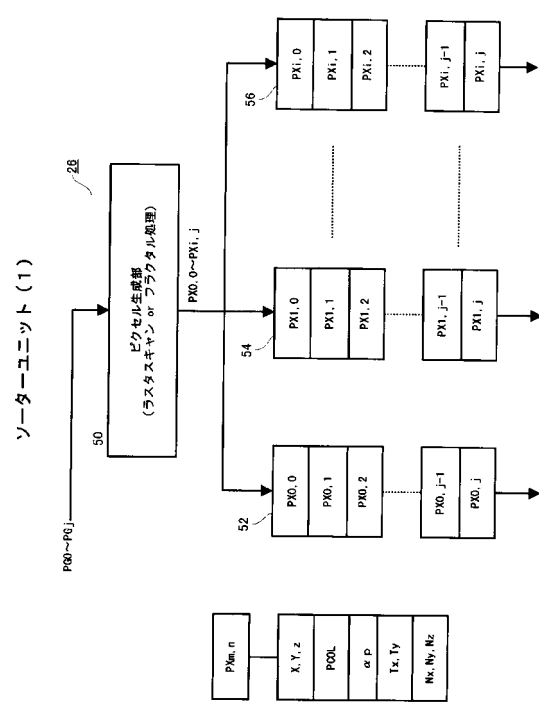 ソーターユニット（1）
26
PG0～PGj
50
ピクセル生成部
（ラスタスキャン or フラクタル処理）
PX0, 0～PXi, j
52
PX0, 0
PX0, 1
PX0, 2
PX0, j-1
PX0, j
54
PX1, 0
PX1, 1
PX1, 2
PX1, j-1
PX1, j
56
PXi, 0
PXi, 1
PXi, 2
PXi, j-1
PXi, j
PXm, n
X, Y, z
PCOL
αp
Tx, Ty
Nx, Ny, Nz